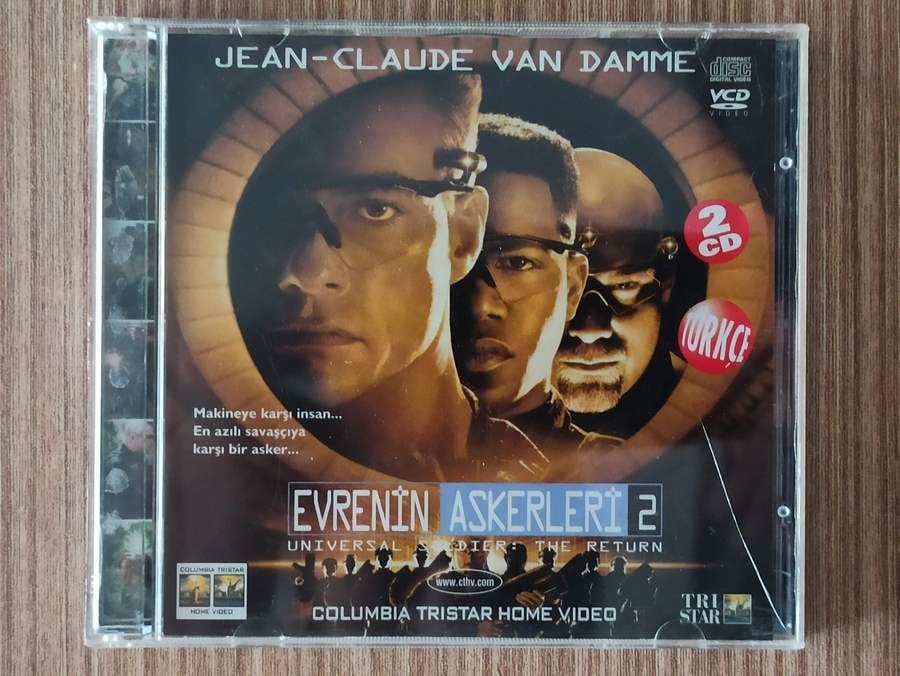 JEAN-CLAUDE VAN DAMME
COMPACT
disc
DIGITAL VIDEO
VCD
VIDEO
2
CD
TÜRKÇE
Makineye karşı insan...
En azılı savaşçıya
karşı bir asker...
EVRENİN ASKERLERİ 2
UNIVERSAL SOLDIER: THE RETURN
www.cthv.com
COLUMBIA TRISTAR
HOME VIDEO
COLUMBIA TRISTAR HOME VIDEO
TRI
STAR